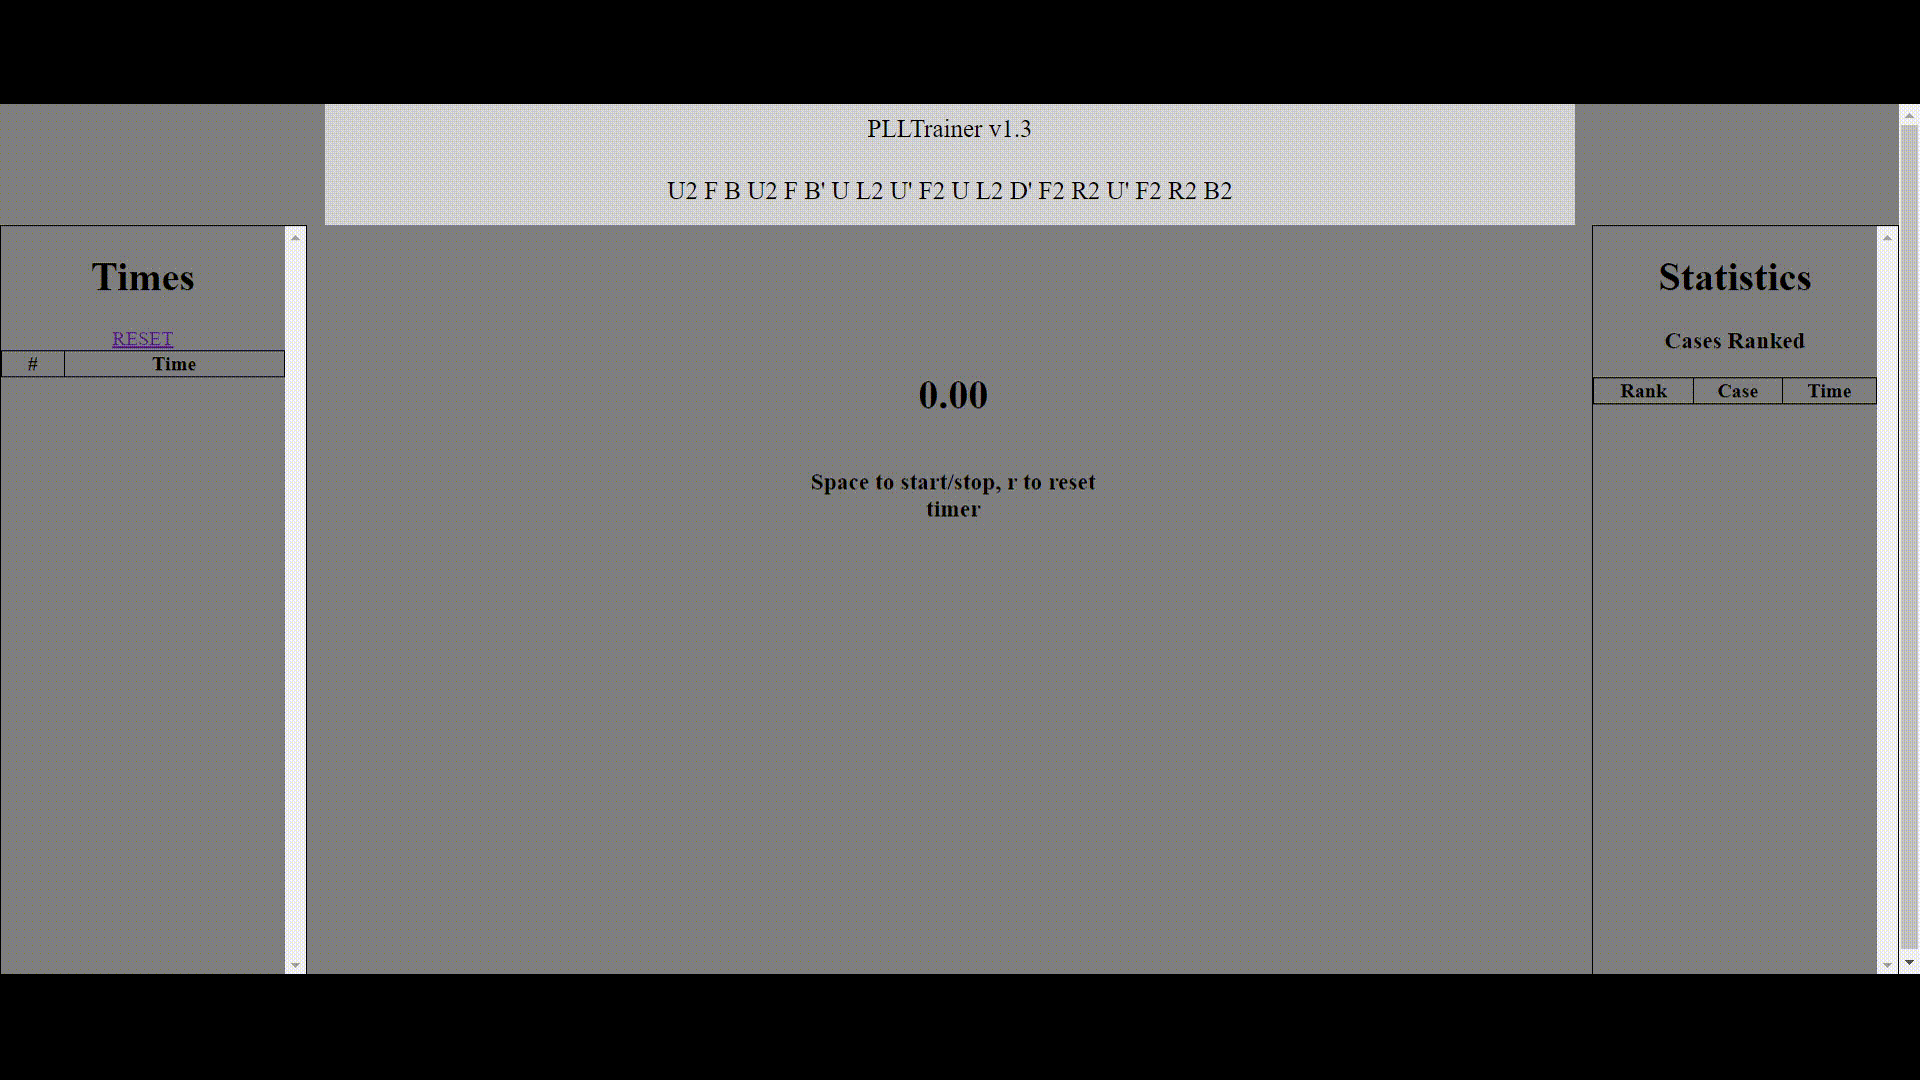 PLLTrainer v1.3
U2 F B U2 F B' U L2 U' F2 U L2 D' F2 R2 U' F2 R2 B2
Times
RESET
# Time
0.00
Space to start/stop, r to reset
timer
Statistics
Cases Ranked
Rank Case Time